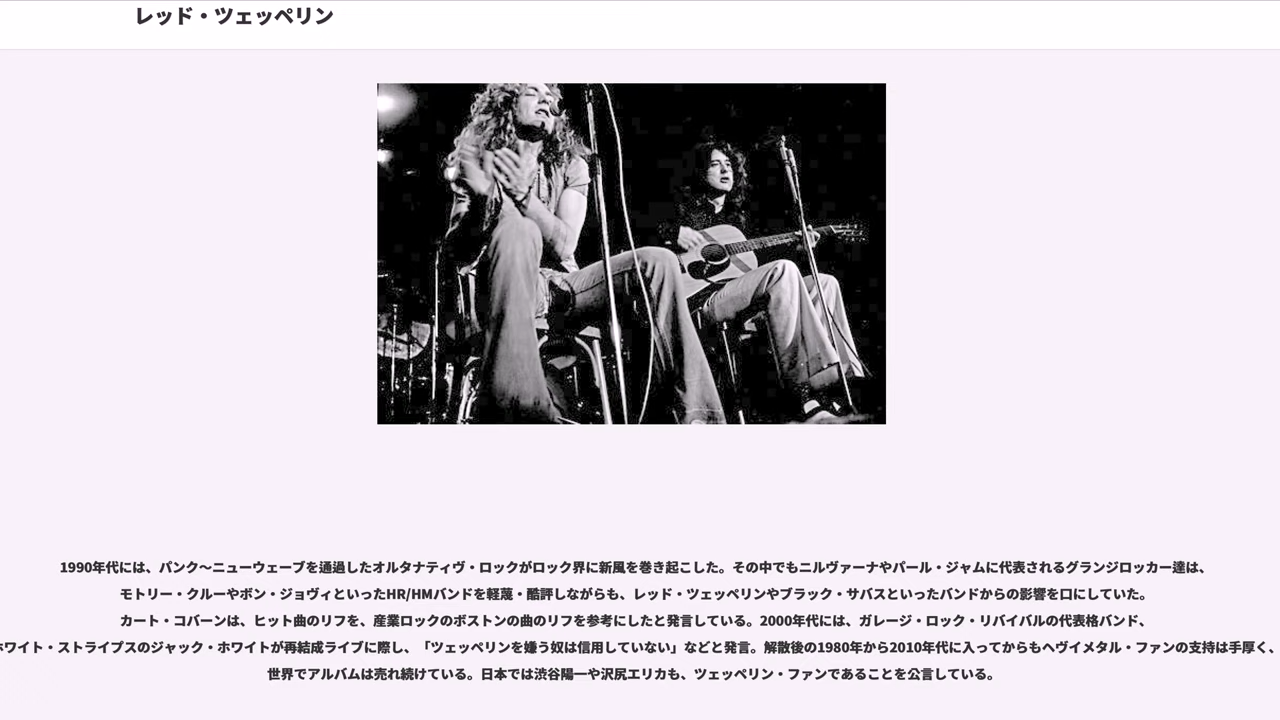 レッド・ツェッペリン
1990年代には、パンク〜ニューウェーブを通過したオルタナティヴ・ロックがロック界に新風を巻き起こした。その中でもニルヴァーナやパール・ジャムに代表されるグランジロッカー達は、
モトリー・クルーやボン・ジョヴィといったHR/HMバンドを軽蔑・酷評しながらも、レッド・ツェッペリンやブラック・サバスといったバンドからの影響を口にしていた。
カート・コバーンは、ヒット曲のリフを、産業ロックのボストンの曲のリフを参考にしたと発言している。2000年代には、ガレージ・ロック・リバイバルの代表格バンド、
ホワイト・ストライプスのジャック・ホワイトが再結成ライブに際し、「ツェッペリンを嫌う奴は信用していない」などと発言。解散後の1980年から2010年代に入ってからもヘヴィメタル・ファンの支持は手厚く、
世界でアルバムは売れ続けている。日本では渋谷陽一や沢尻エリカも、ツェッペリン・ファンであることを公言している。